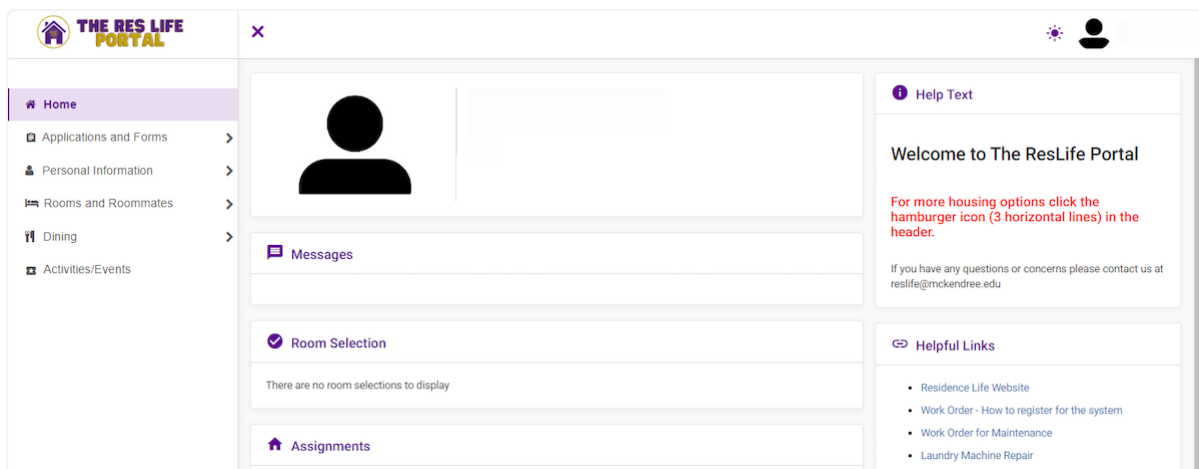 THE RES LIFE
PORTAL
Home
Applications and Forms
Personal Information
Rooms and Roommates
Dining
Activities/Events
Messages
Room Selection
There are no room selections to display
Assignments
Help Text
Welcome to The ResLife Portal
For more housing options click the
hamburger icon (3 horizontal lines) in the
header.
If you have any questions or concerns please contact us at
reslife@mckendree.edu
Helpful Links
Residence Life Website
Work Order - How to register for the system
Work Order for Maintenance
Laundry Machine Repair